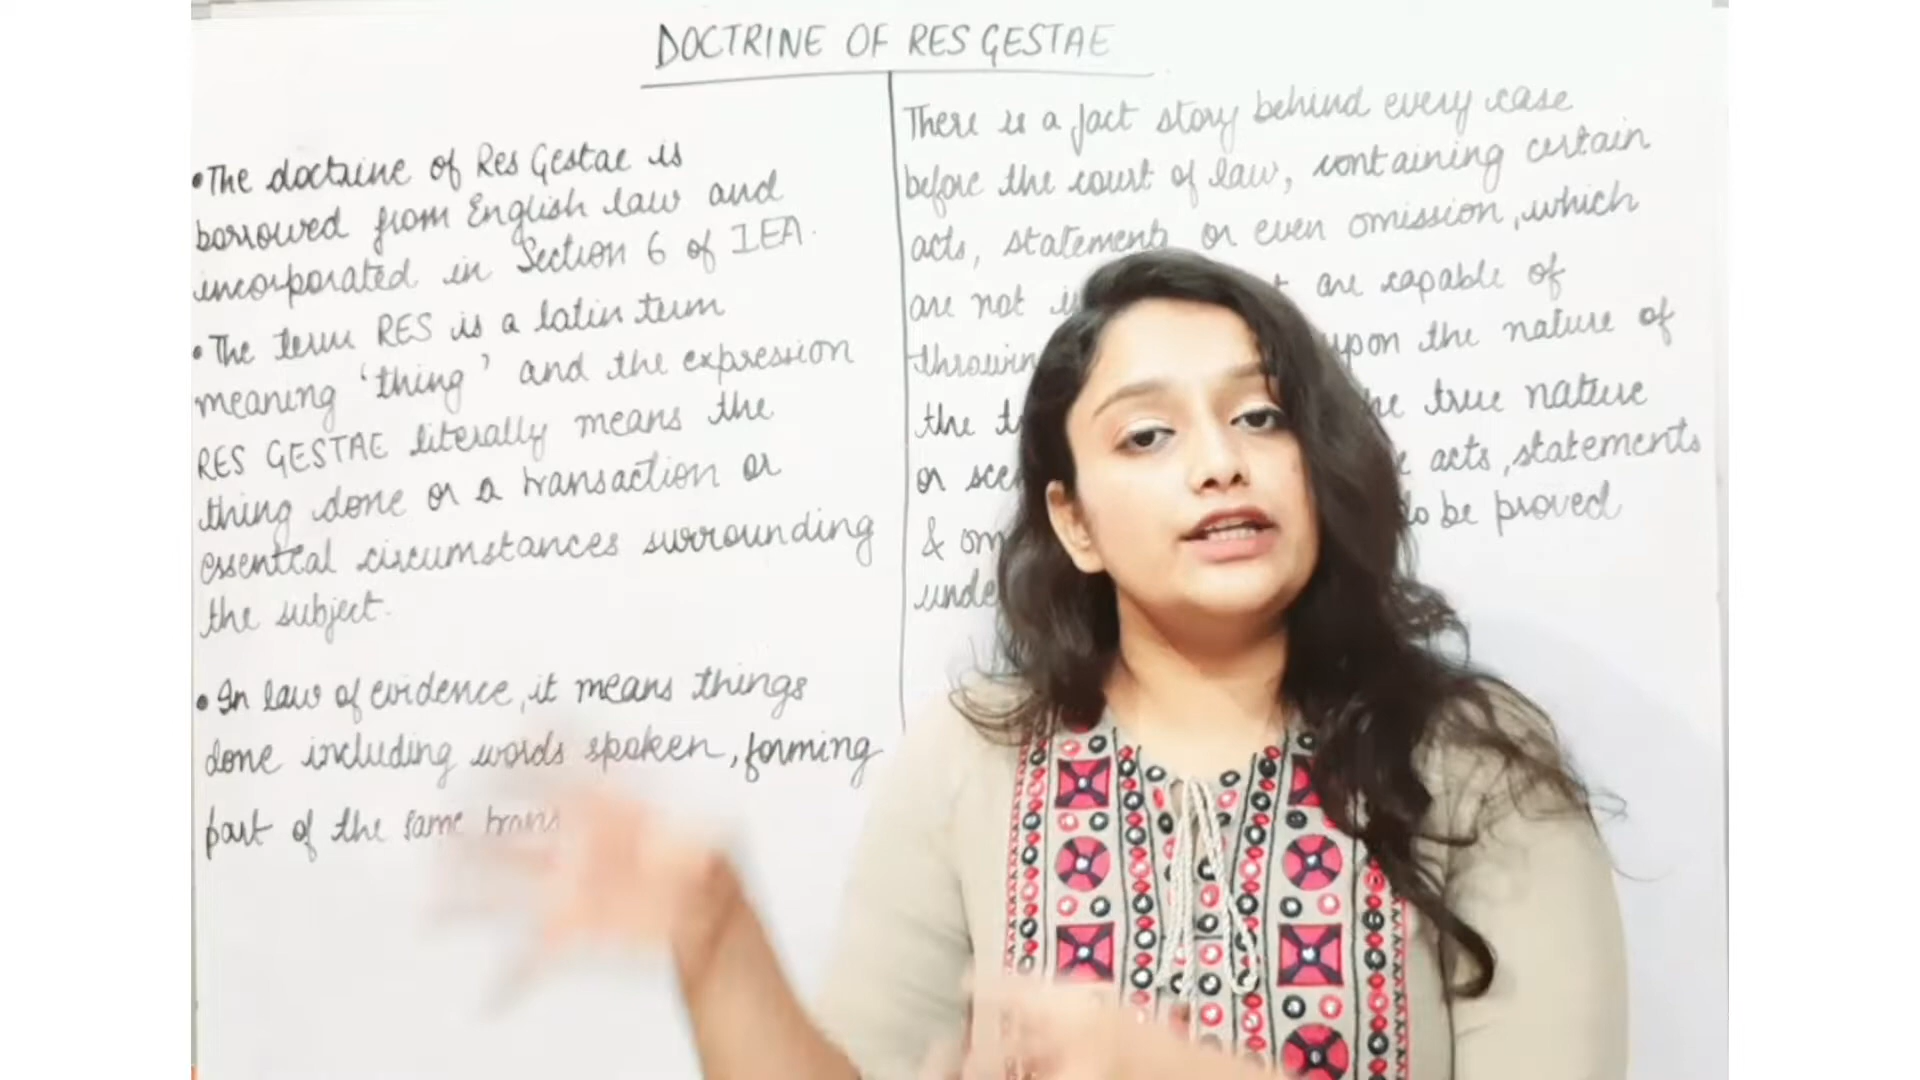 DOCTRINE OF RES GESTAE
• The doctrine of Res Gestae is
borrowed from English law and
incorporated in Section 6 of IEA.
• The term RES is a latin term
meaning ‘thing’ and the expression
RES GESTAE literally means the
thing done or a transaction or
essential circumstances surrounding
the subject.
• In law of evidence, it means things
done including words spoken, forming
part of the same
There is a fact story behind every case
before the court of law, containing certain
acts, statements or even omission, which
are not are capable of
upon the nature of
the true nature
or acts, statements
& to be proved